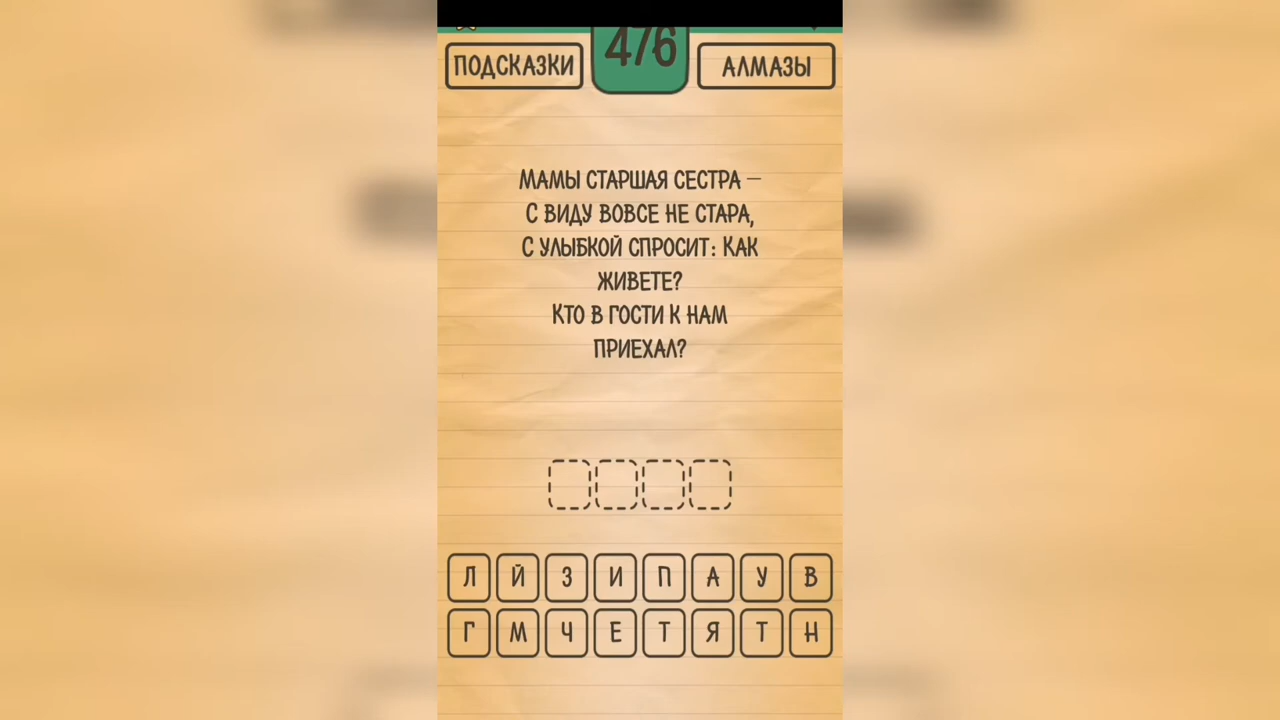 476
ПОДСКАЗКИ
АЛМАЗЫ
МАМЫ СТАРШАЯ СЕСТРА –
С ВИДУ ВОВСЕ НЕ СТАРА,
С УЛЫБКОЙ СПРОСИТ: КАК
ЖИВЕТЕ?
КТО В ГОСТИ К НАМ
ПРИЕХАЛ?
Л Й З И П А У В
Г М Ч Е Т Я Т Н